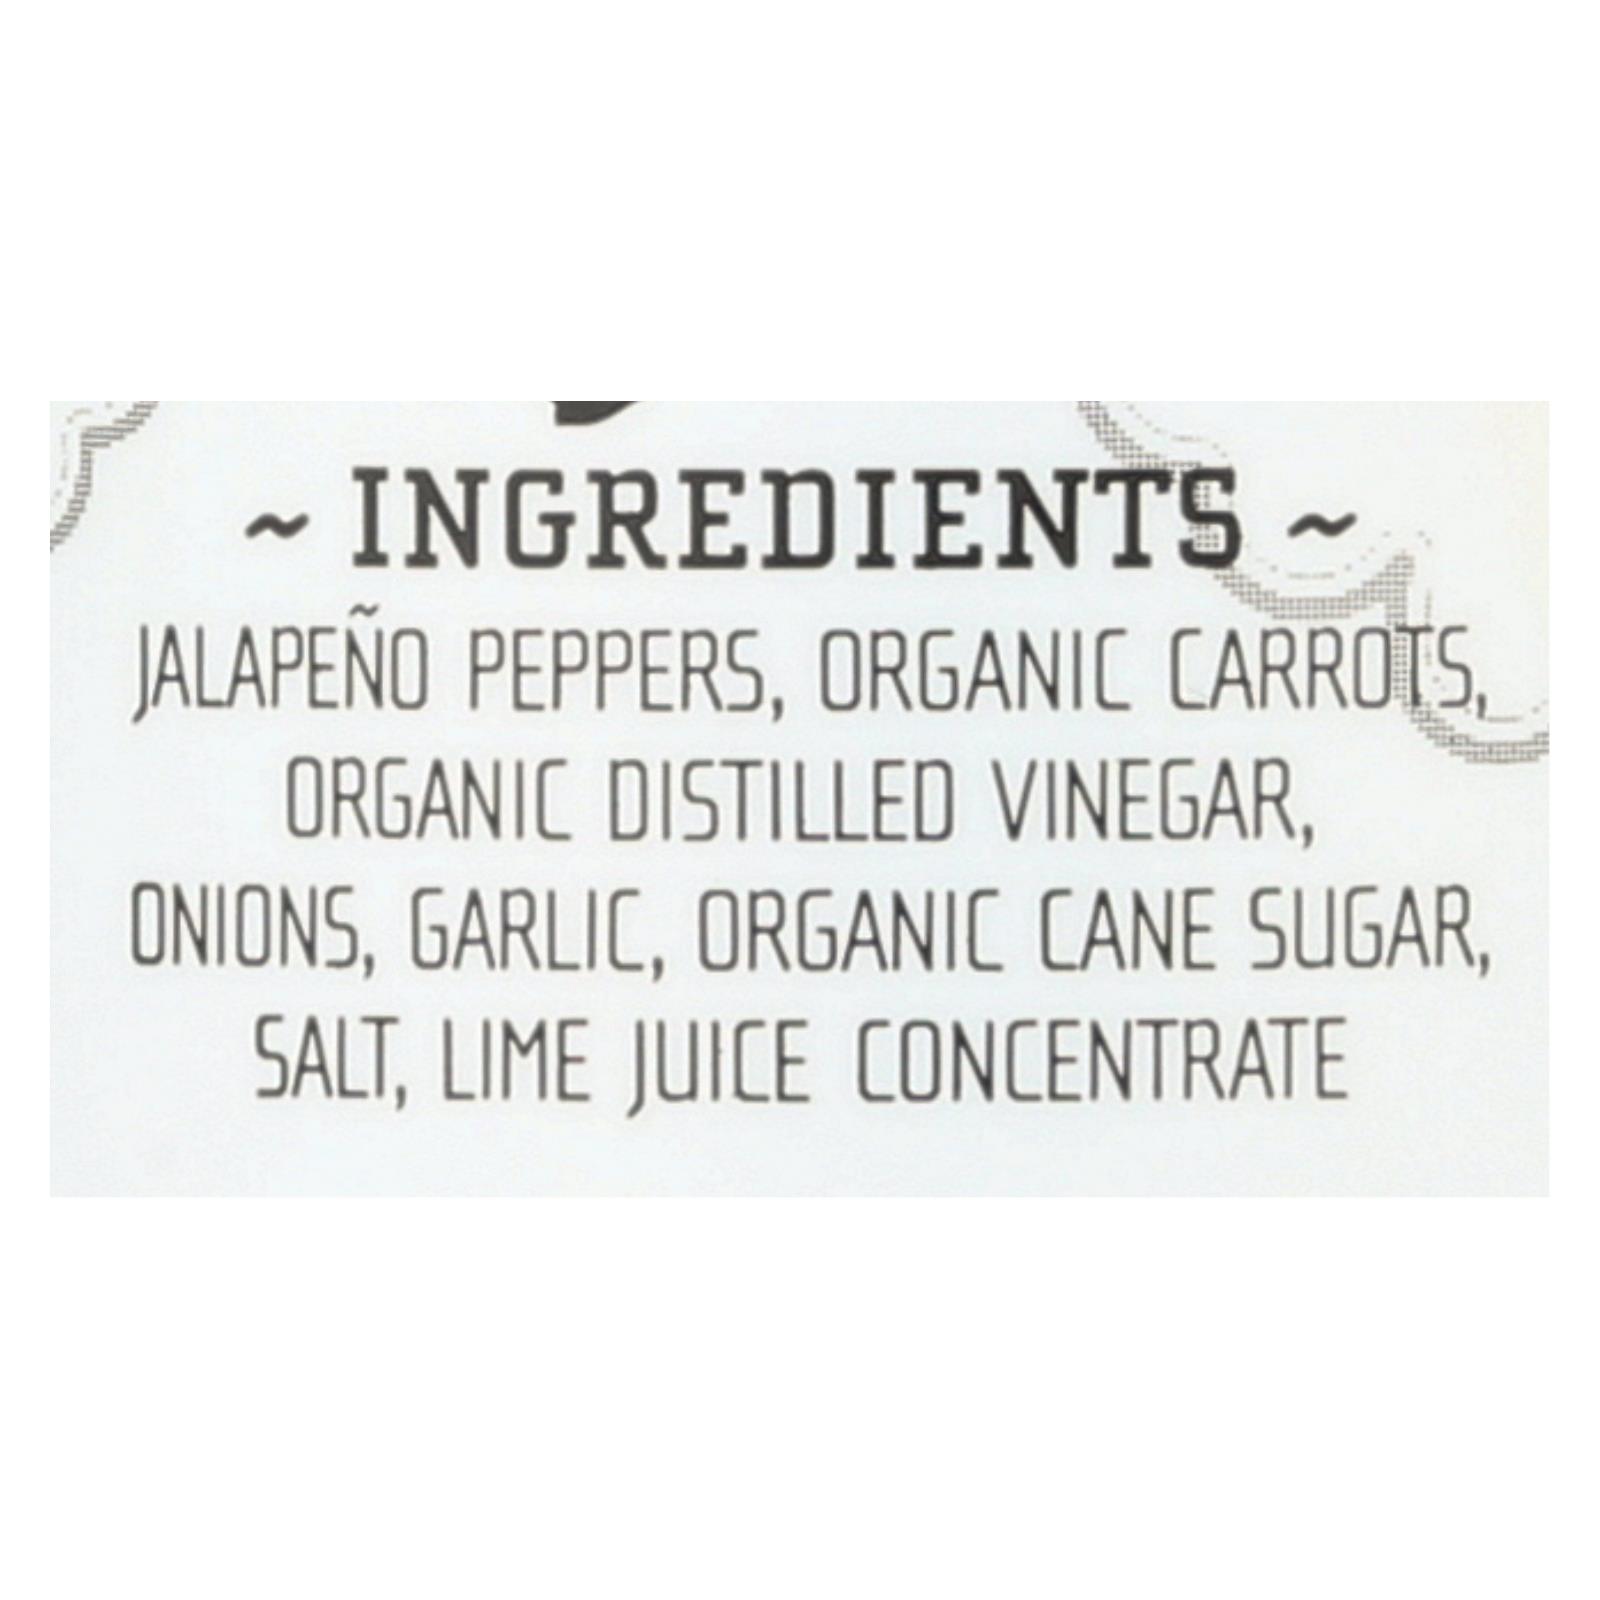 ~ INGREDIENTS ~
JALAPEÑO PEPPERS, ORGANIC CARROTS,
ORGANIC DISTILLED VINEGAR,
ONIONS, GARLIC, ORGANIC CANE SUGAR,
SALT, LIME JUICE CONCENTRATE